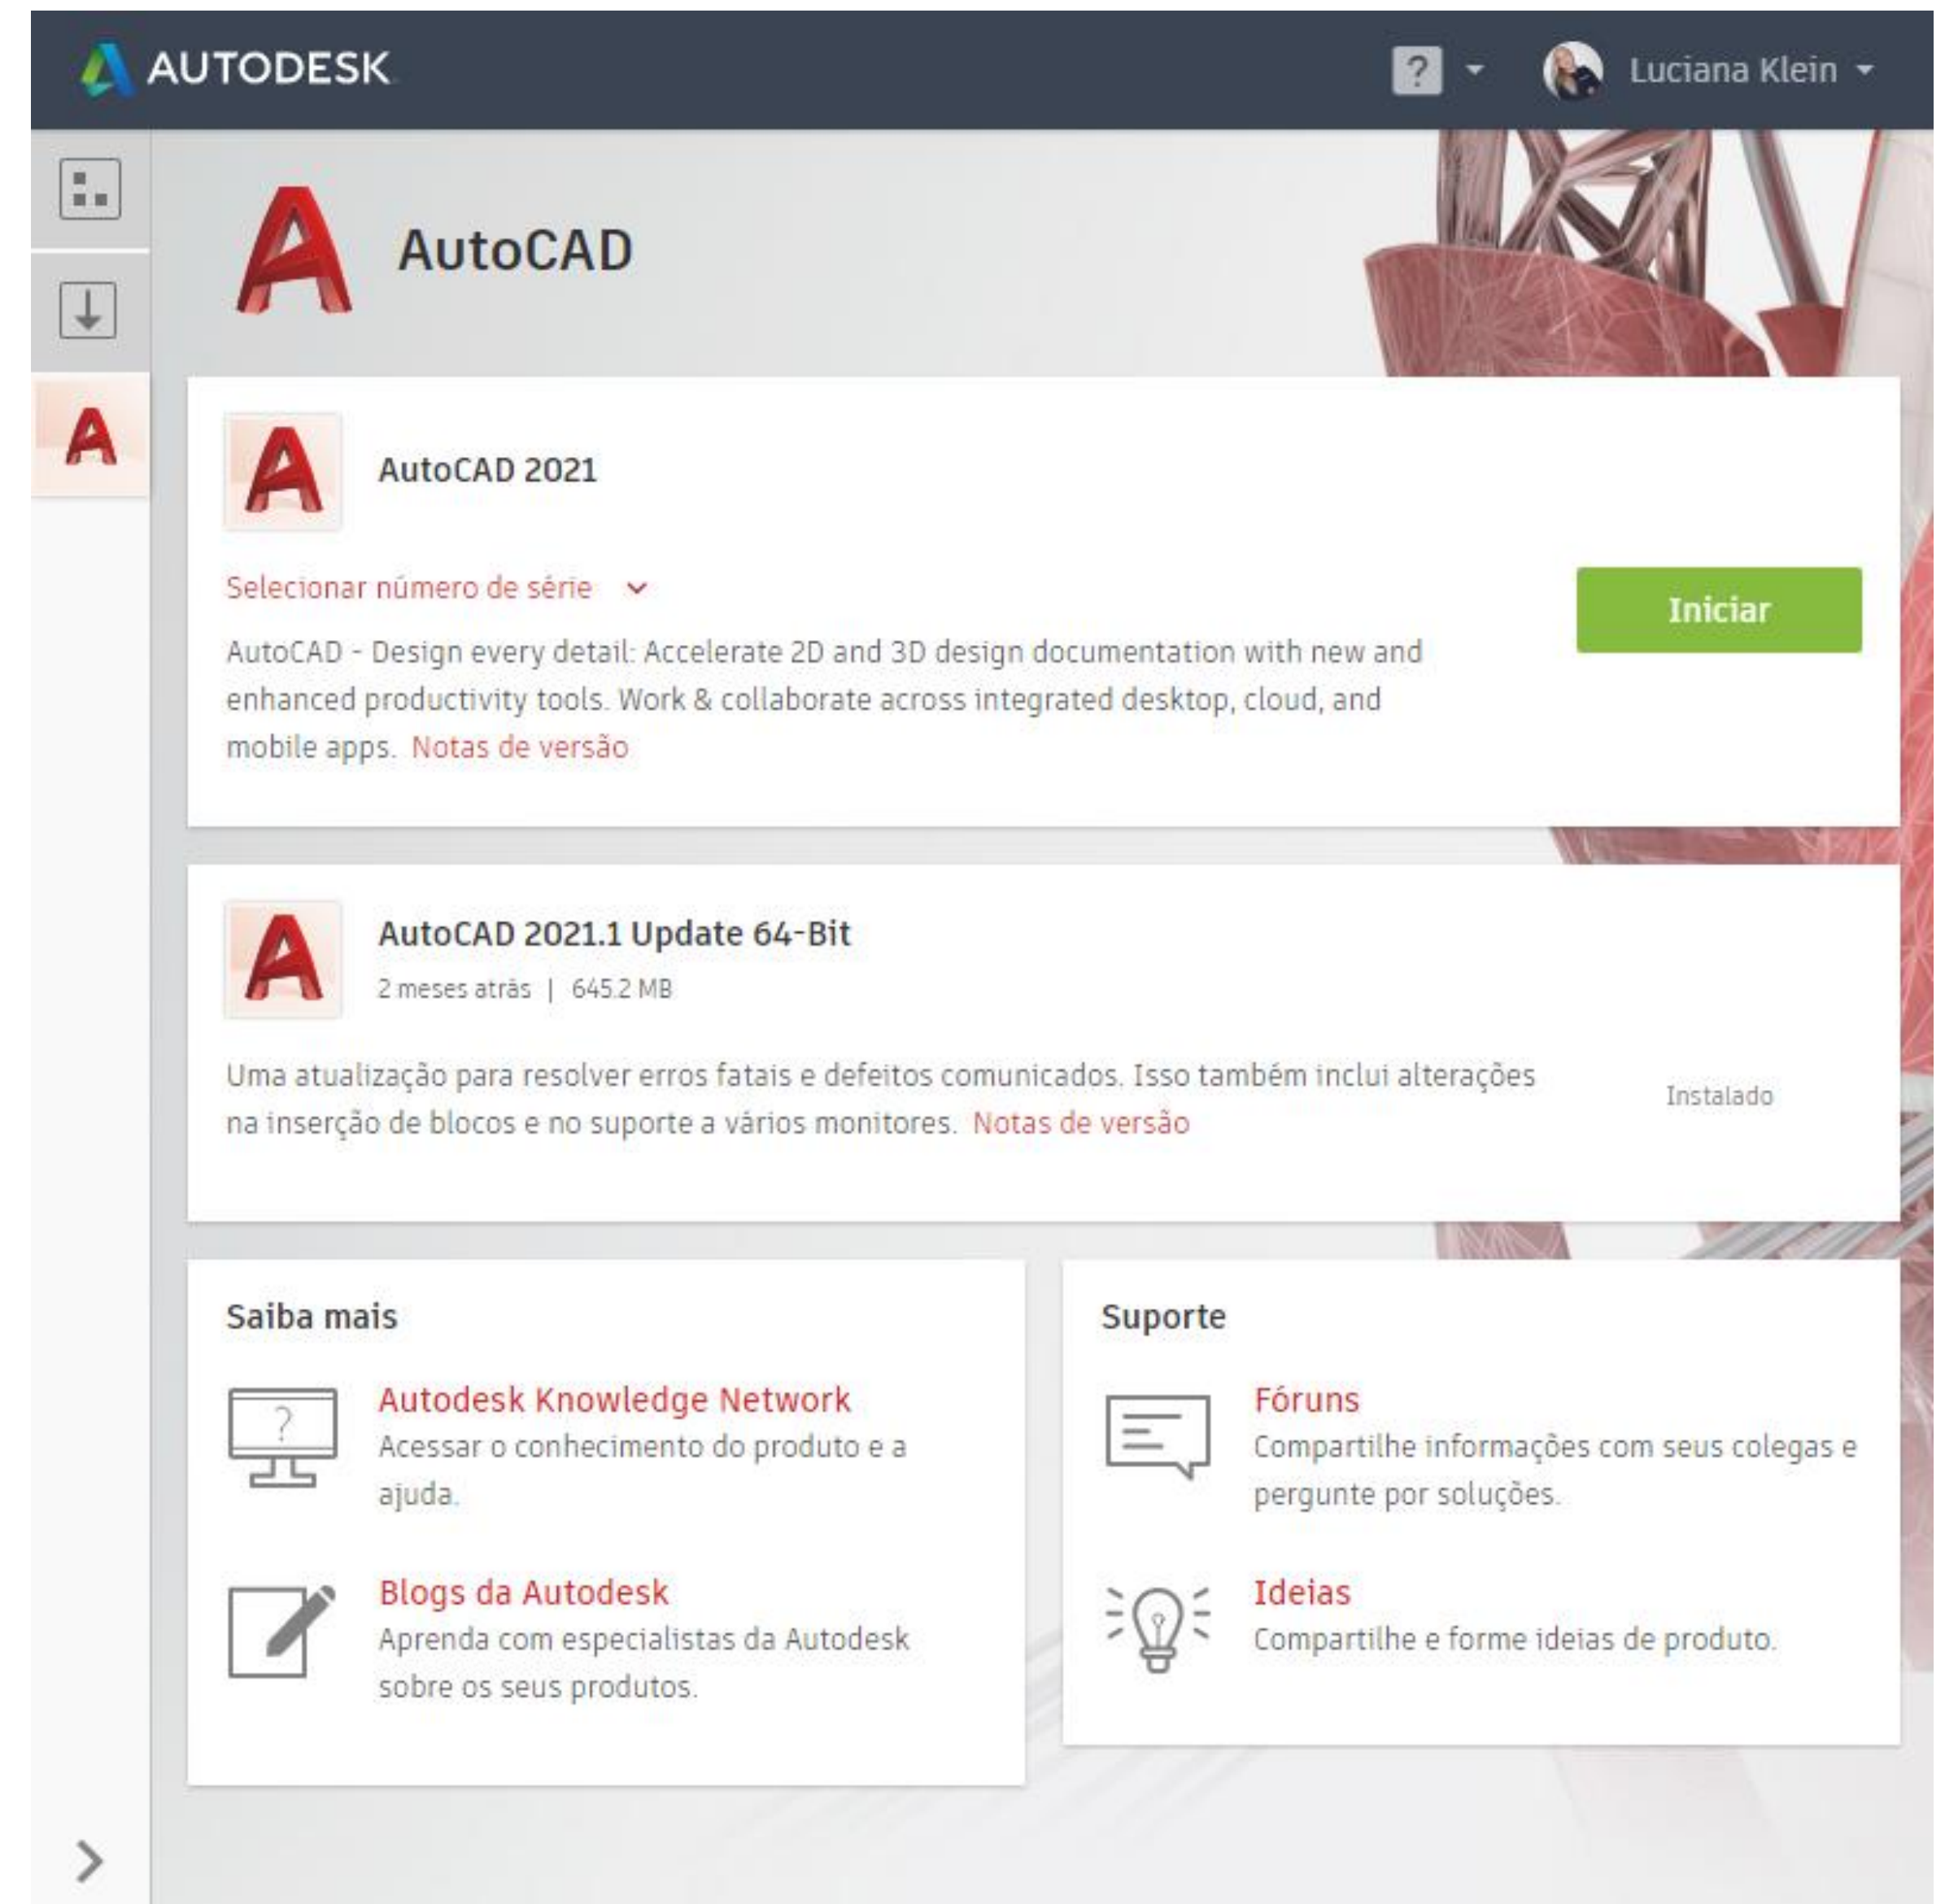 AUTODESK
? Luciana Klein
AutoCAD
AutoCAD 2021
Selecionar número de série
Iniciar
AutoCAD - Design every detail: Accelerate 2D and 3D design documentation with new and
enhanced productivity tools. Work & collaborate across integrated desktop, cloud, and
mobile apps. Notas de versão
AutoCAD 2021.1 Update 64-Bit
2 meses atrás | 645.2 MB
Uma atualização para resolver erros fatais e defeitos comunicados. Isso também inclui alterações
na inserção de blocos e no suporte a vários monitores. Notas de versão
Instalado
Saiba mais
Autodesk Knowledge Network
Acessar o conhecimento do produto e a
ajuda.
Blogs da Autodesk
Aprenda com especialistas da Autodesk
sobre os seus produtos.
Suporte
Fóruns
Compartilhe informações com seus colegas e
pergunte por soluções.
Ideias
Compartilhe e forme ideias de produto.